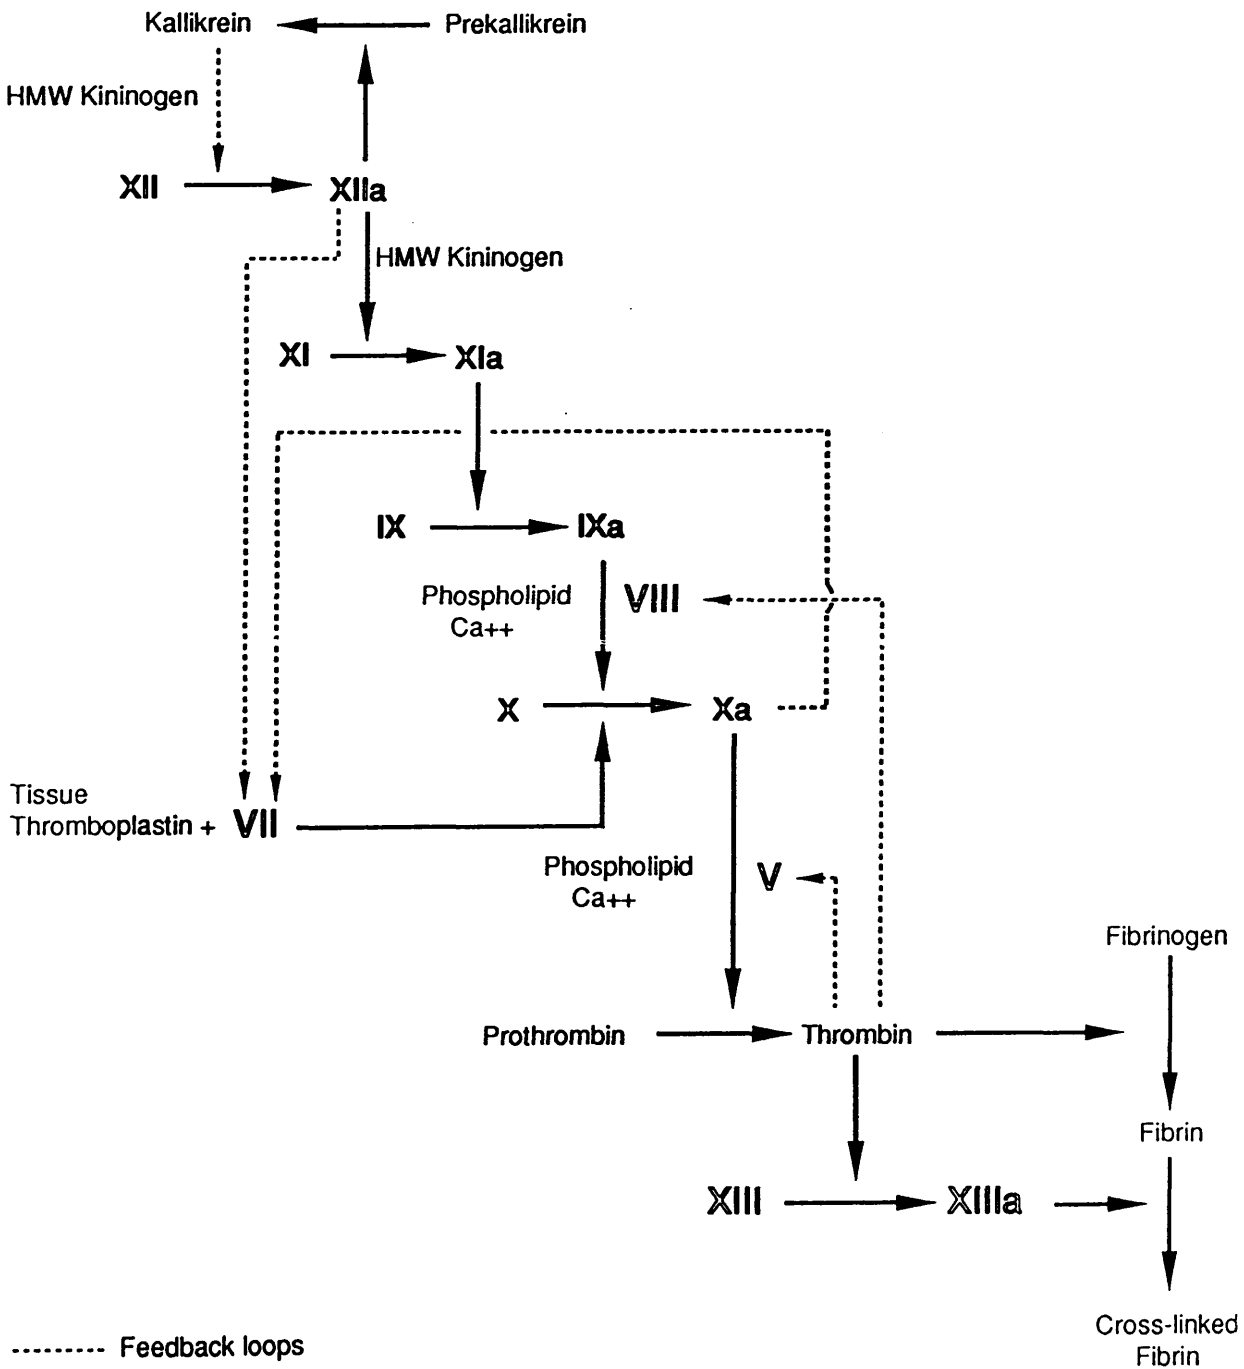 Kallikrein
Prekallikrein
HMW Kininogen
XII
XIIa
HMW Kininogen
XI
XIa
IX
IXa
Phospholipid
Ca++
VIII
X
Xa
Tissue
Thromboplastin + VII
Phospholipid
Ca++
V
Fibrinogen
Prothrombin
Thrombin
Fibrin
XIII
XIIIa
Cross-linked
Fibrin
Feedback loops